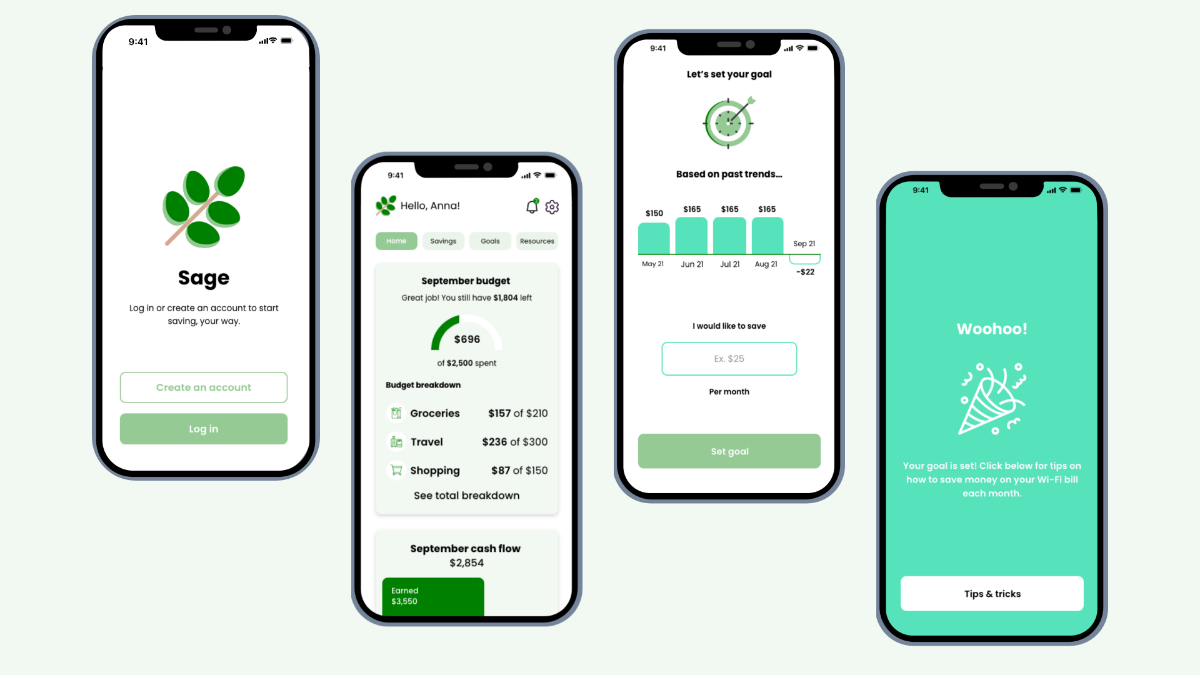 9:41
Sage
Log in or create an account to start
saving, your way.
Create an account
Log in
9:41
Hello, Anna!
Home Savings Goals Resources
September budget
Great job! You still have $1,804 left
$696
of $2,500 spent
Budget breakdown
Groceries $157 of $210
Travel $236 of $300
Shopping $87 of $150
See total breakdown
September cash flow
$2,854
Earned
$3,550
9:41
Let's set your goal
Based on past trends...
$150 $165 $165 $165
Sep 21
May 21 Jun 21 Jul 21 Aug 21
-$22
I would like to save
Ex. $25
Per month
Set goal
9:41
Woohoo!
Your goal is set! Click below for tips on
how to save money on your Wi-Fi bill
each month.
Tips & tricks